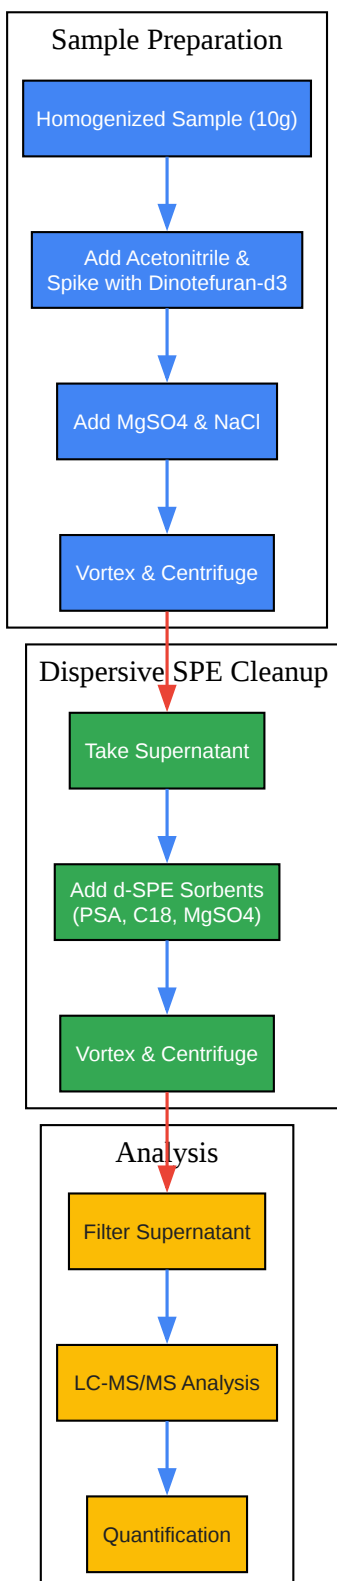 Sample Preparation
Homogenized Sample (10g)
Add Acetonitrile &
Spike with Dinotefuran-d3
Add MgSO4 & NaCl
Vortex & Centrifuge
Dispersive SPE Cleanup
Take Supernatant
Add d-SPE Sorbents
(PSA, C18, MgSO4)
Vortex & Centrifuge
Analysis
Filter Supernatant
LC-MS/MS Analysis
Quantification